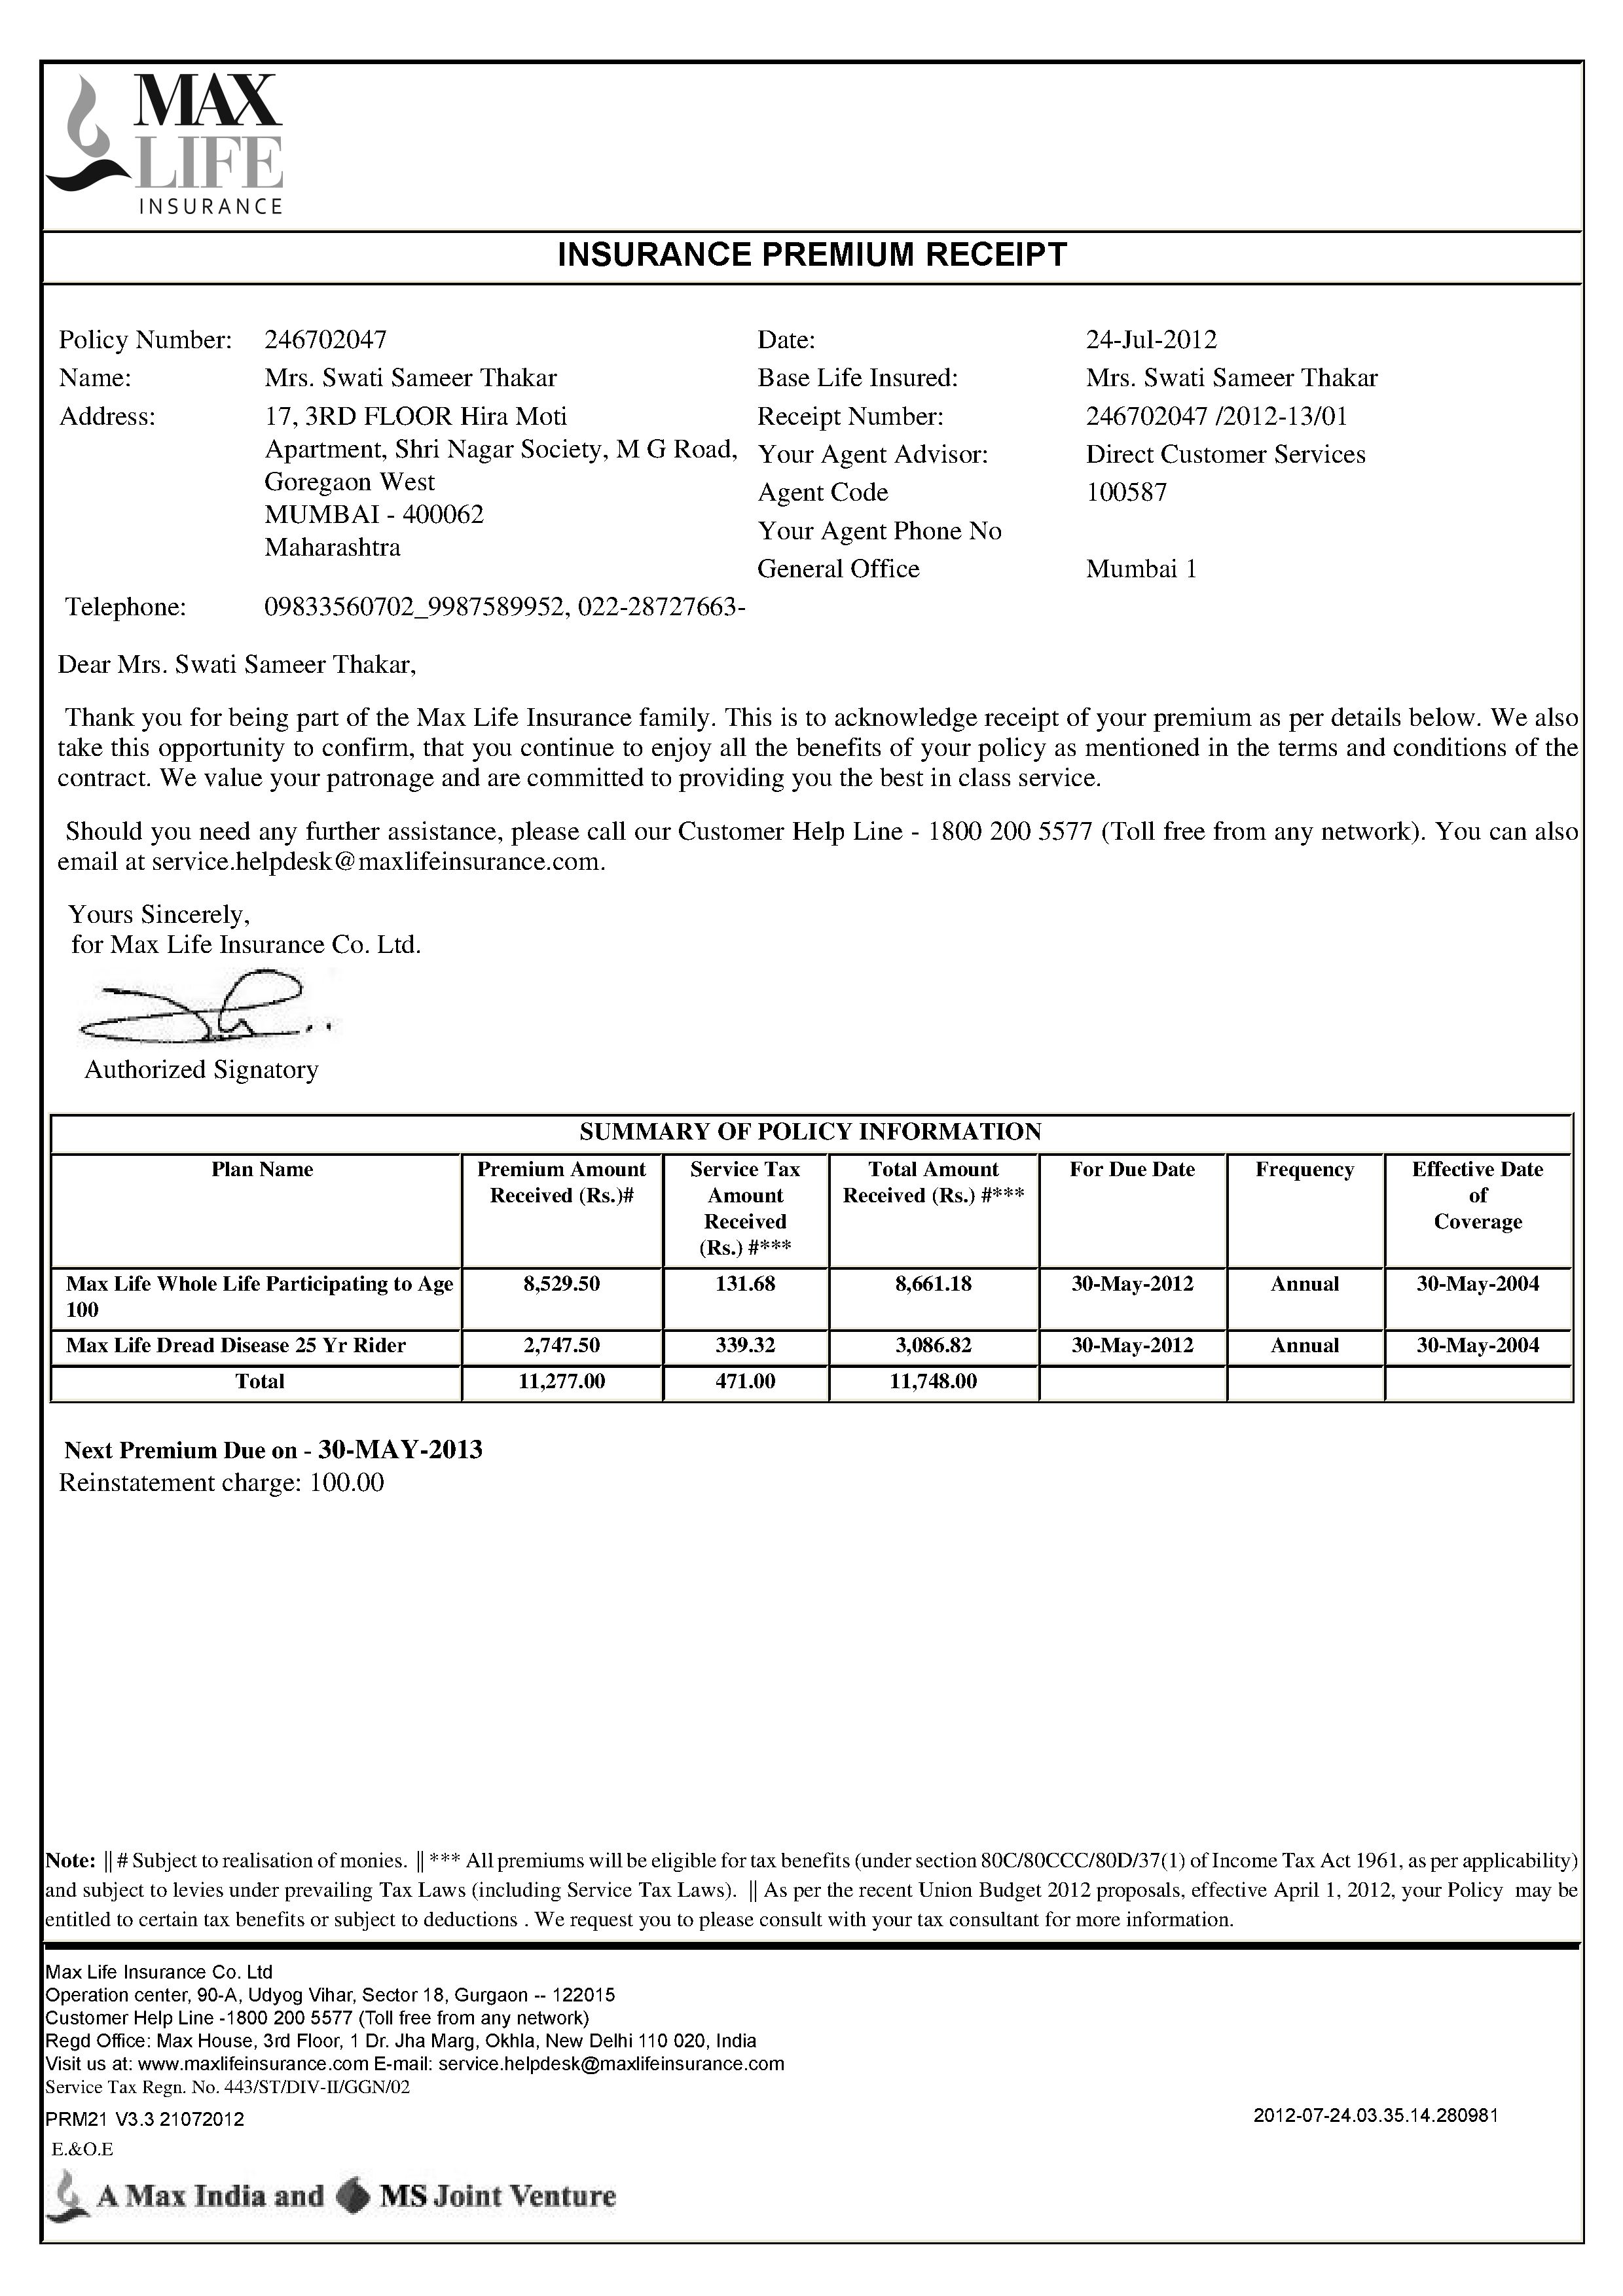 MAX
LIFE
INSURANCE
INSURANCE PREMIUM RECEIPT
Policy Number: 246702047
Name: Mrs. Swati Sameer Thakar
Address: 17, 3RD FLOOR Hira Moti
Apartment, Shri Nagar Society, M G Road,
Goregaon West
MUMBAI - 400062
Maharashtra
Telephone: 09833560702_9987589952, 022-28727663-
Date: 24-Jul-2012
Base Life Insured: Mrs. Swati Sameer Thakar
Receipt Number: 246702047 /2012-13/01
Your Agent Advisor: Direct Customer Services
Agent Code 100587
Your Agent Phone No
General Office Mumbai 1
Dear Mrs. Swati Sameer Thakar,
Thank you for being part of the Max Life Insurance family. This is to acknowledge receipt of your premium as per details below. We also
take this opportunity to confirm, that you continue to enjoy all the benefits of your policy as mentioned in the terms and conditions of the
contract. We value your patronage and are committed to providing you the best in class service.
Should you need any further assistance, please call our Customer Help Line - 1800 200 5577 (Toll free from any network). You can also
email at service.helpdesk@maxlifeinsurance.com.
Yours Sincerely,
for Max Life Insurance Co. Ltd.
Authorized Signatory
SUMMARY OF POLICY INFORMATION
Plan Name
Premium Amount
Received (Rs.)#
Service Tax
Amount
Received
(Rs.) #***
Total Amount
Received (Rs.) #***
For Due Date
Frequency
Effective Date
of
Coverage
Max Life Whole Life Participating to Age
100
8,529.50 131.68 8,661.18 30-May-2012 Annual 30-May-2004
Max Life Dread Disease 25 Yr Rider 2,747.50 339.32 3,086.82 30-May-2012 Annual 30-May-2004
Total 11,277.00 471.00 11,748.00
Next Premium Due on - 30-MAY-2013
Reinstatement charge: 100.00
Note: || # Subject to realisation of monies. || *** All premiums will be eligible for tax benefits (under section 80C/80CCC/80D/37(1) of Income Tax Act 1961, as per applicability)
and subject to levies under prevailing Tax Laws (including Service Tax Laws). || As per the recent Union Budget 2012 proposals, effective April 1, 2012, your Policy may be
entitled to certain tax benefits or subject to deductions . We request you to please consult with your tax consultant for more information.
Max Life Insurance Co. Ltd
Operation center, 90-A, Udyog Vihar, Sector 18, Gurgaon -- 122015
Customer Help Line -1800 200 5577 (Toll free from any network)
Regd Office: Max House, 3rd Floor, 1 Dr. Jha Marg, Okhla, New Delhi 110 020, India
Visit us at: www.maxlifeinsurance.com E-mail: service.helpdesk@maxlifeinsurance.com
Service Tax Regn. No. 443/ST/DIV-II/GGN/02
PRM21 V3.3 21072012
2012-07-24.03.35.14.280981
E.&O.E
A Max India and MS Joint Venture